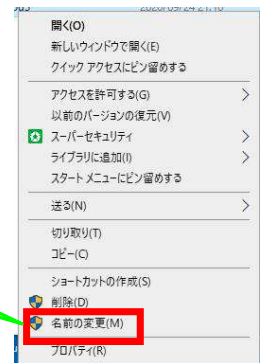 2020/09/24 21:10
開く(O)
新しいウィンドウで開く(E)
クイック アクセスにピン留めする
アクセスを許可する(G)
以前のバージョンの復元(V)
スーパーセキュリティ
ライブラリに追加(I)
スタート メニューにピン留めする
送る(N)
切り取り(T)
コピー(C)
ショートカットの作成(S)
削除(D)
名前の変更(M)
プロパティ(R)